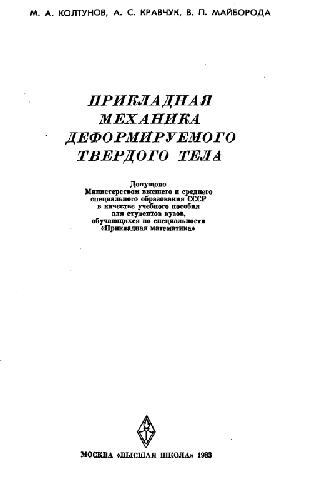 М. А. КОЛТУНОВ, А. С. КРАВЧУК, В. П. МАЙБОРОДА
ПРИКЛАДНАЯ
МЕХАНИКА
ДЕФОРМИРУЕМОГО
ТВЕРДОГО ТЕЛА
Допущено
Министерством высшего и среднего
специального образования СССР
в качестве учебного пособия
для студентов вузов,
обучающихся по специальности
«Прикладная математика»
МОСКВА «ВЫСШАЯ ШКОЛА» 1983